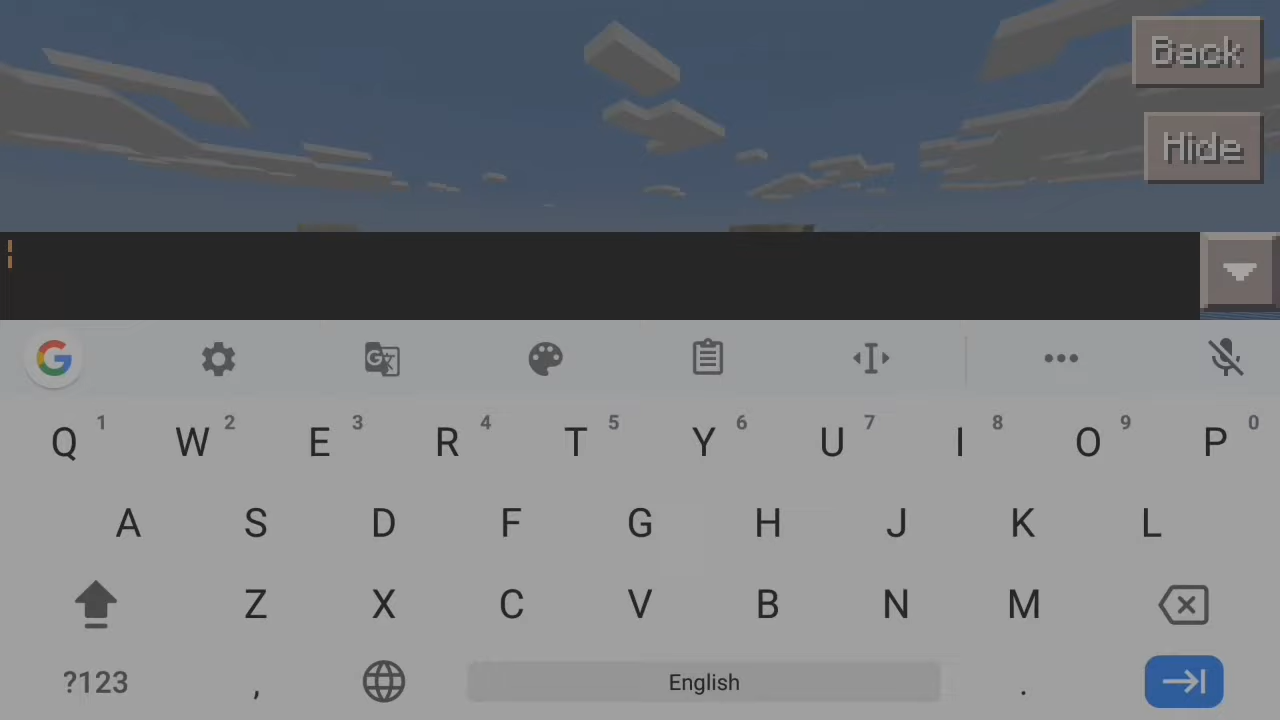 Back
Hide
Q 1 W 2 E 3 R 4 T 5 Y 6 U 7 I 8 O 9 P 0
A S D F G H J K L
Z X C V B N M
?123 , English .